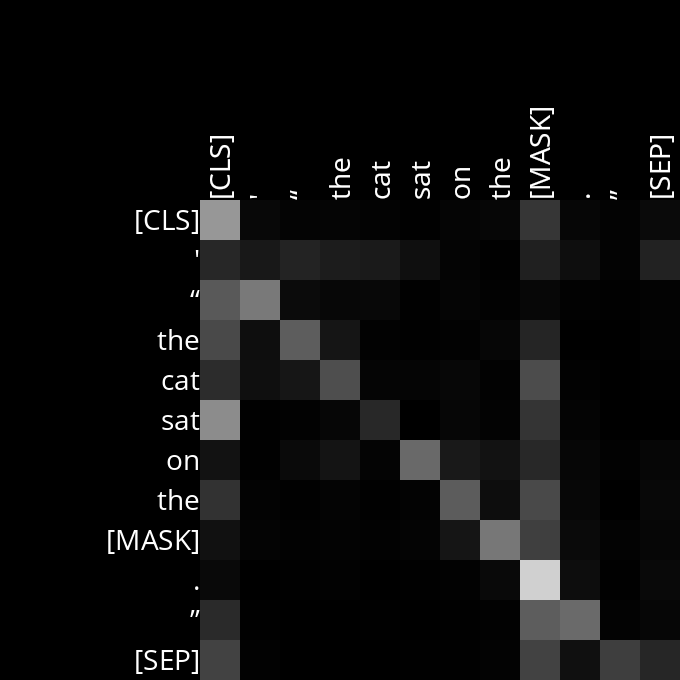 [CLS] ' “ the cat sat on the [MASK] . ” [SEP]
[CLS]
'
“
the
cat
sat
on
the
[MASK]
.
”
[SEP]